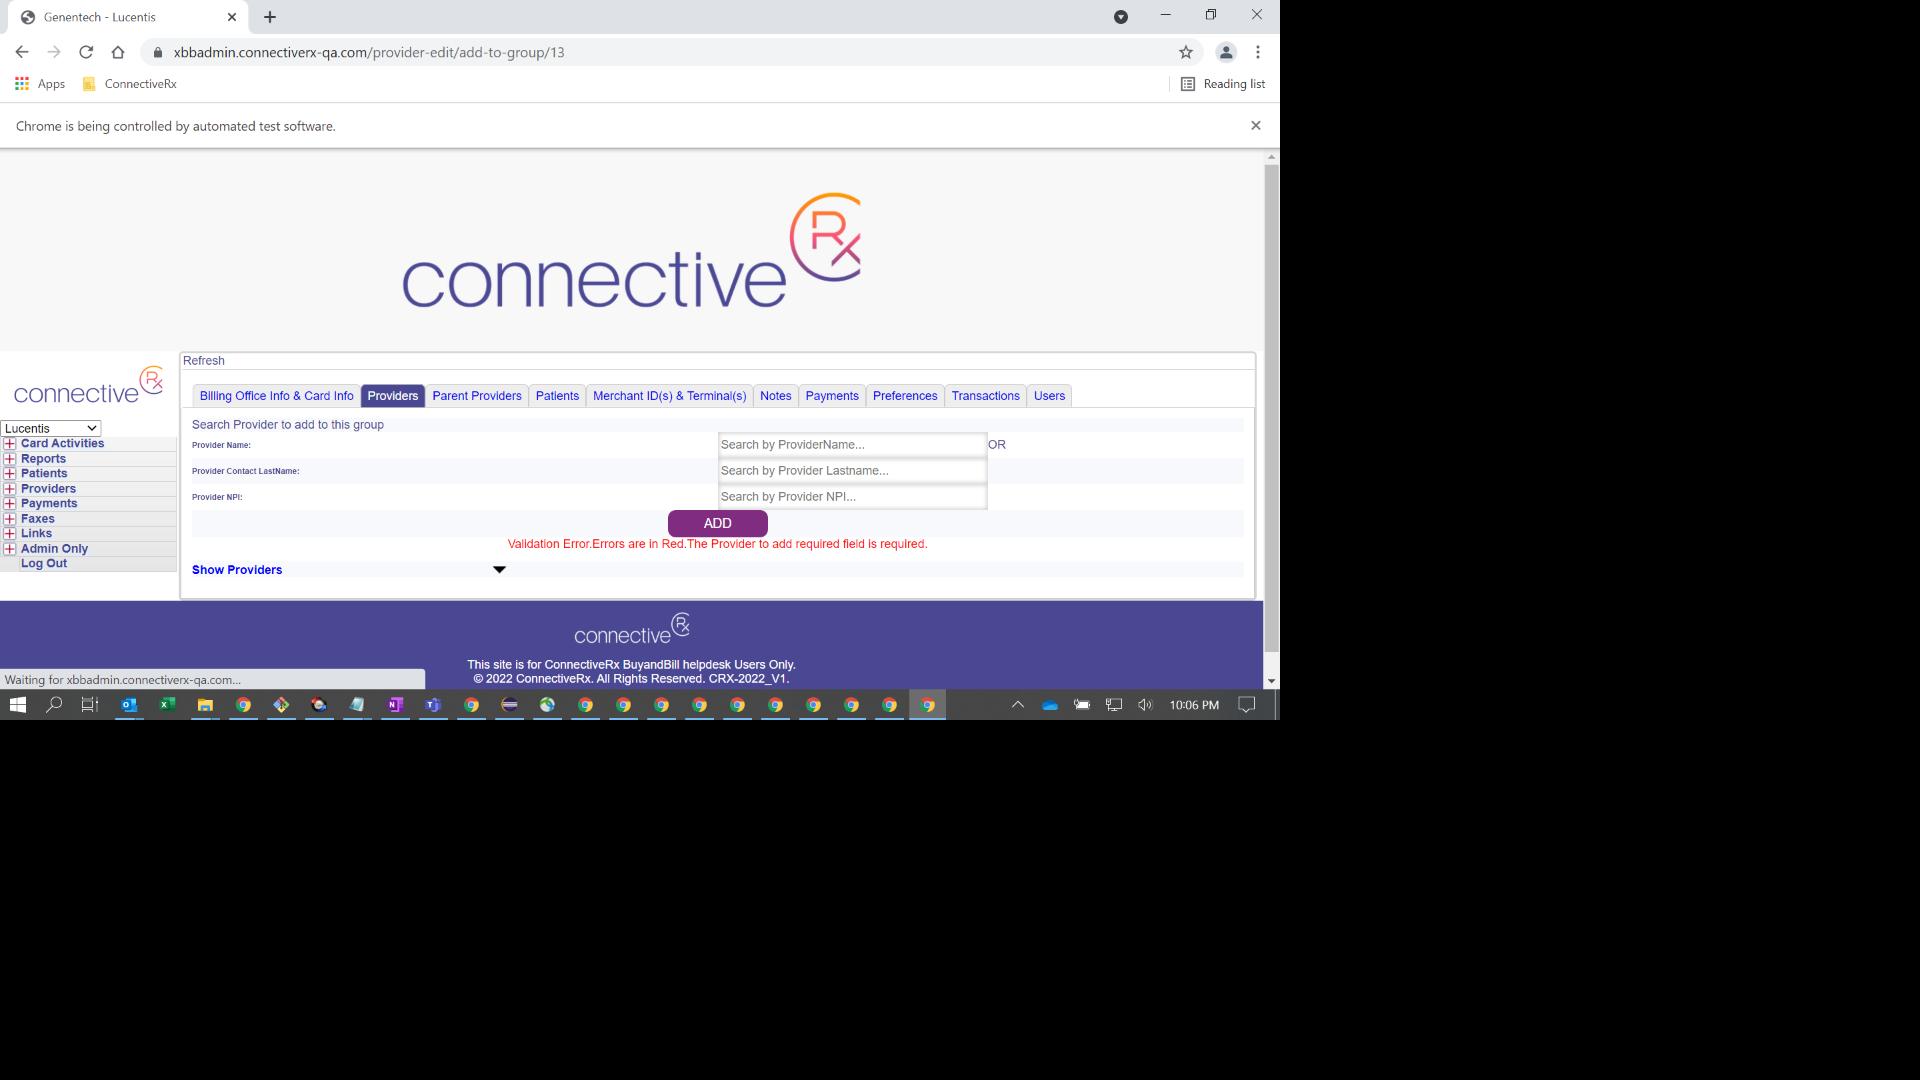 Genentech - Lucentis
xbbadmin.connectiverx-qa.com/provider-edit/add-to-group/13
Apps
ConnectiveRx
Reading list
Chrome is being controlled by automated test software.
connective Rx
Refresh
connective Rx
Billing Office Info & Card Info
Providers
Parent Providers
Patients
Merchant ID(s) & Terminal(s)
Notes
Payments
Preferences
Transactions
Users
Lucentis
Card Activities
Reports
Patients
Providers
Payments
Faxes
Links
Admin Only
Log Out
Search Provider to add to this group
Provider Name:
Search by ProviderName...
OR
Provider Contact LastName:
Search by Provider Lastname...
Provider NPI:
Search by Provider NPI...
ADD
Validation Error.Errors are in Red.The Provider to add required field is required.
Show Providers
connective Rx
This site is for ConnectiveRx BuyandBill helpdesk Users Only.
© 2022 ConnectiveRx. All Rights Reserved. CRX-2022_V1.
Waiting for xbbadmin.connectiverx-qa.com...
10:06 PM